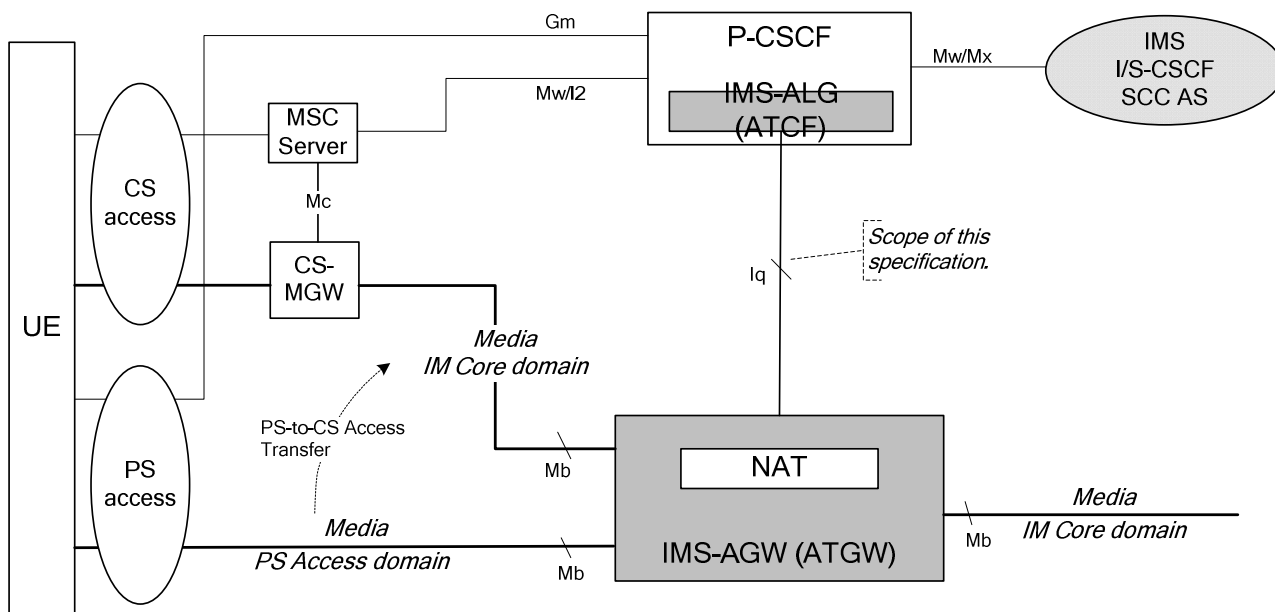 Gm
P-CSCF
Mw/Mx
IMS
I/S-CSCF
SCC AS
Mw/I2
IMS-ALG
(ATCF)
MSC
Server
CS
access
Mc
Scope of this
specification.
CS-
MGW
Iq
UE
Media
IM Core domain
PS-to-CS Access
Transfer
PS
access
Mb
NAT
Media
IM Core domain
Mb
Media
PS Access domain
Mb
IMS-AGW (ATGW)